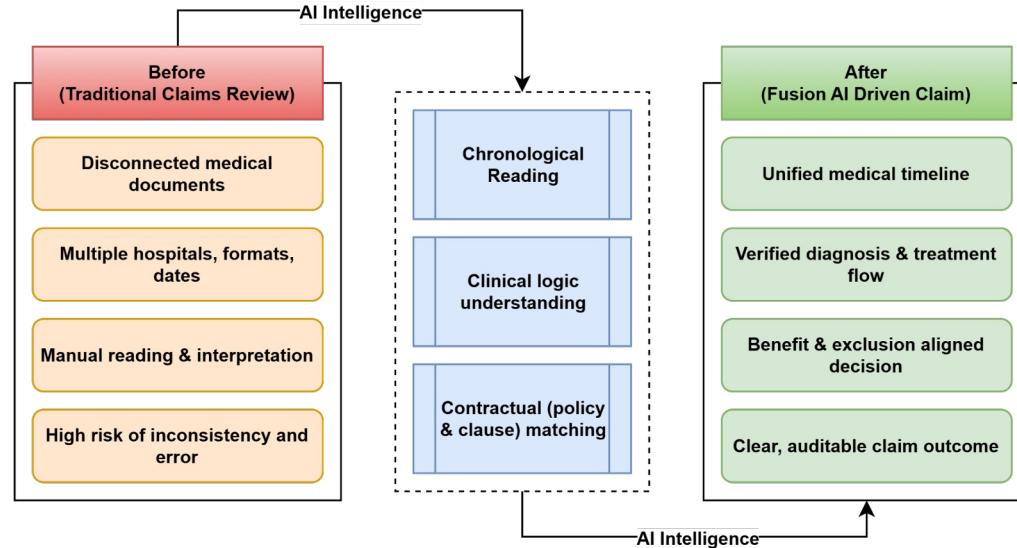 AI Intelligence
Before
(Traditional Claims Review)
Disconnected medical
documents
Multiple hospitals, formats,
dates
Manual reading & interpretation
High risk of inconsistency and
error
Chronological
Reading
Clinical logic
understanding
Contractual (policy
& clause) matching
After
(Fusion AI Driven Claim)
Unified medical timeline
Verified diagnosis & treatment
flow
Benefit & exclusion aligned
decision
Clear, auditable claim outcome
AI Intelligence